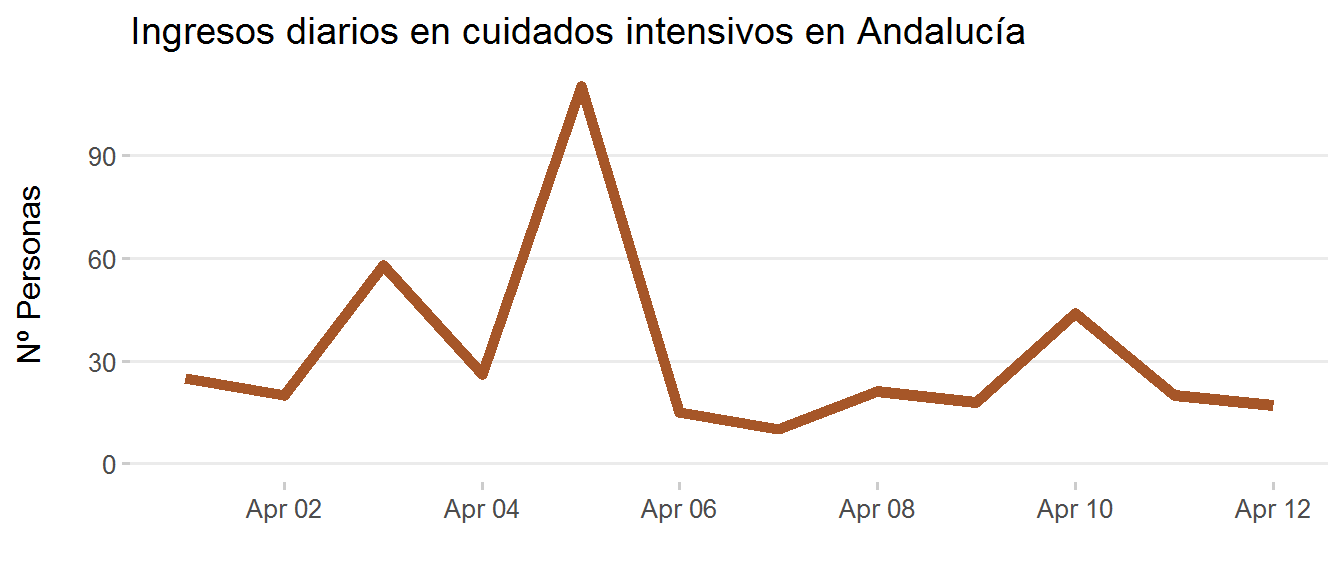 Ingresos diarios en cuidados intensivos en Andalucía
Nº Personas
90
60
30
0
Apr 02
Apr 04
Apr 06
Apr 08
Apr 10
Apr 12